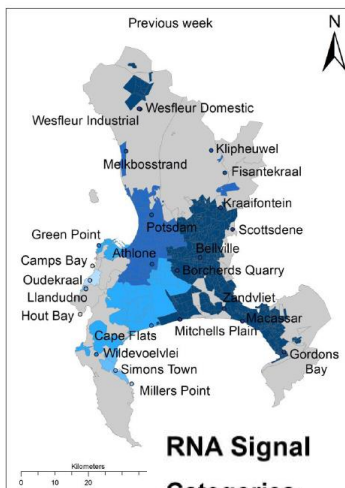 Previous week
N
Wesfleur Domestic
Wesfleur Industrial
Klipheuwel
Melkbosstrand
Fisantekraal
Kraaifontein
Potsdam
Scottsdene
Green Point
Bellville
Athlone
Camps Bay
Borcherds Quarry
Oudekraal
Llandudno
Zandvliet
Hout Bay
Macassar
Mitchells Plain
Cape Flats
Wildevoelvlei
Gordons
Bay
Simons Town
Millers Point
RNA Signal
Kilometers
0 10 20 30 40
Categories